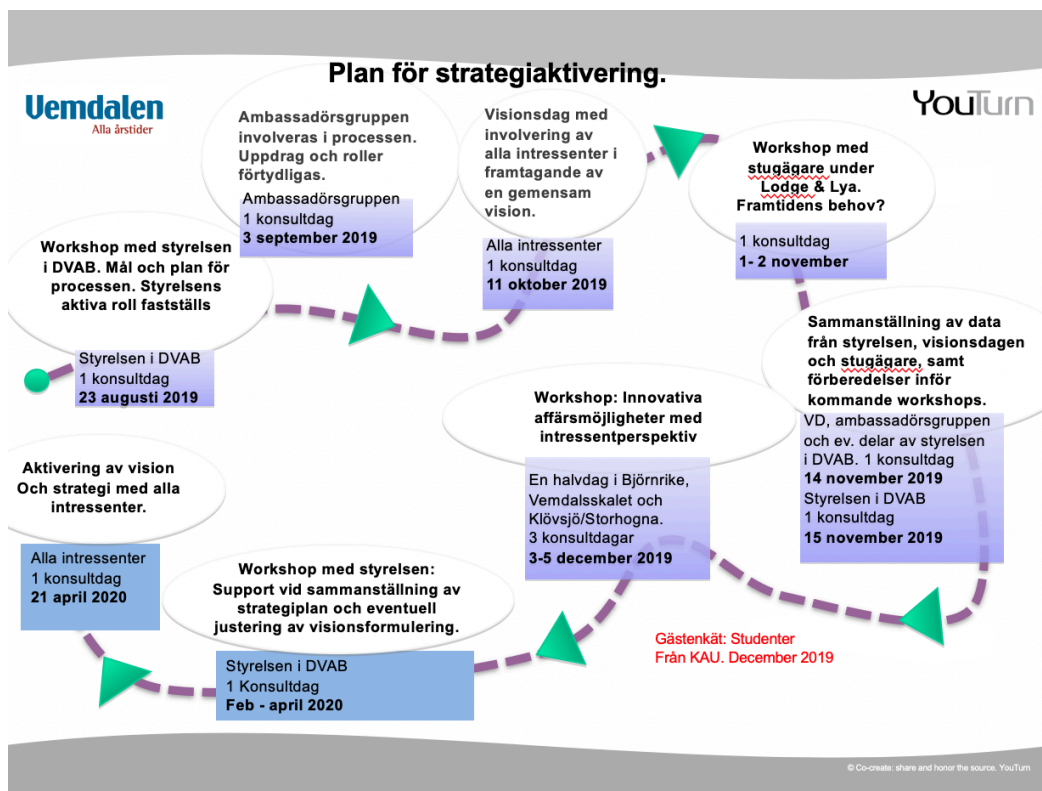 Plan för strategiaktivering.
Vemdalen
Alla årstider
YouTurn
Workshop med styrelsen
i DVAB. Mål och plan för
processen. Styrelsens
aktiva roll fastställs
Styrelsen i DVAB
1 konsultdag
23 augusti 2019
Ambassadörsgruppen
involveras i processen.
Uppdrag och roller
förtydligas.
Ambassadörsgruppen
1 konsultdag
3 september 2019
Visionsdag med
involvering av
alla intressenter i
framtagande av
en gemensam
vision.
Alla intressenter
1 konsultdag
11 oktober 2019
Workshop med
stugägare under
Lodge & Lya.
Framtidens behov?
1 konsultdag
1- 2 november
Sammanställning av data
från styrelsen, visionsdagen
och stugägare, samt
förberedelser inför
kommande workshops.
VD, ambassadörsgruppen
och ev. delar av styrelsen
i DVAB. 1 konsultdag
14 november 2019
Styrelsen i DVAB
1 konsultdag
15 november 2019
Workshop: Innovativa
affärsmöjligheter med
intressentperspektiv
En halvdag i Björnrike,
Vemdalsskalet och
Klövsjö/Storhogna.
3 konsultdagar
3-5 december 2019
Gästenkät: Studenter
Från KAU. December 2019
Workshop med styrelsen:
Support vid sammanställning av
strategiplan och eventuell
justering av visionsformulering.
Styrelsen i DVAB
1 Konsultdag
Feb - april 2020
Aktivering av vision
Och strategi med alla
intressenter.
Alla intressenter
1 konsultdag
21 april 2020
© Co-create: share and honor the source. YouTurn